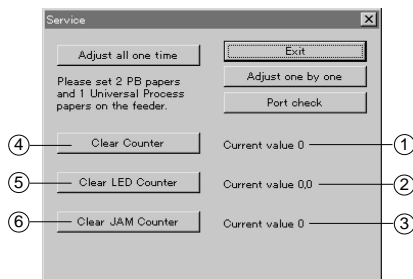 Service
Adjust all one time
Exit
Please set 2 PB papers
and 1 Universal Process
papers on the feeder.
Adjust one by one
Port check
4 Clear Counter Current value 0 1
5 Clear LED Counter Current value 0,0 2
6 Clear JAM Counter Current value 0 3